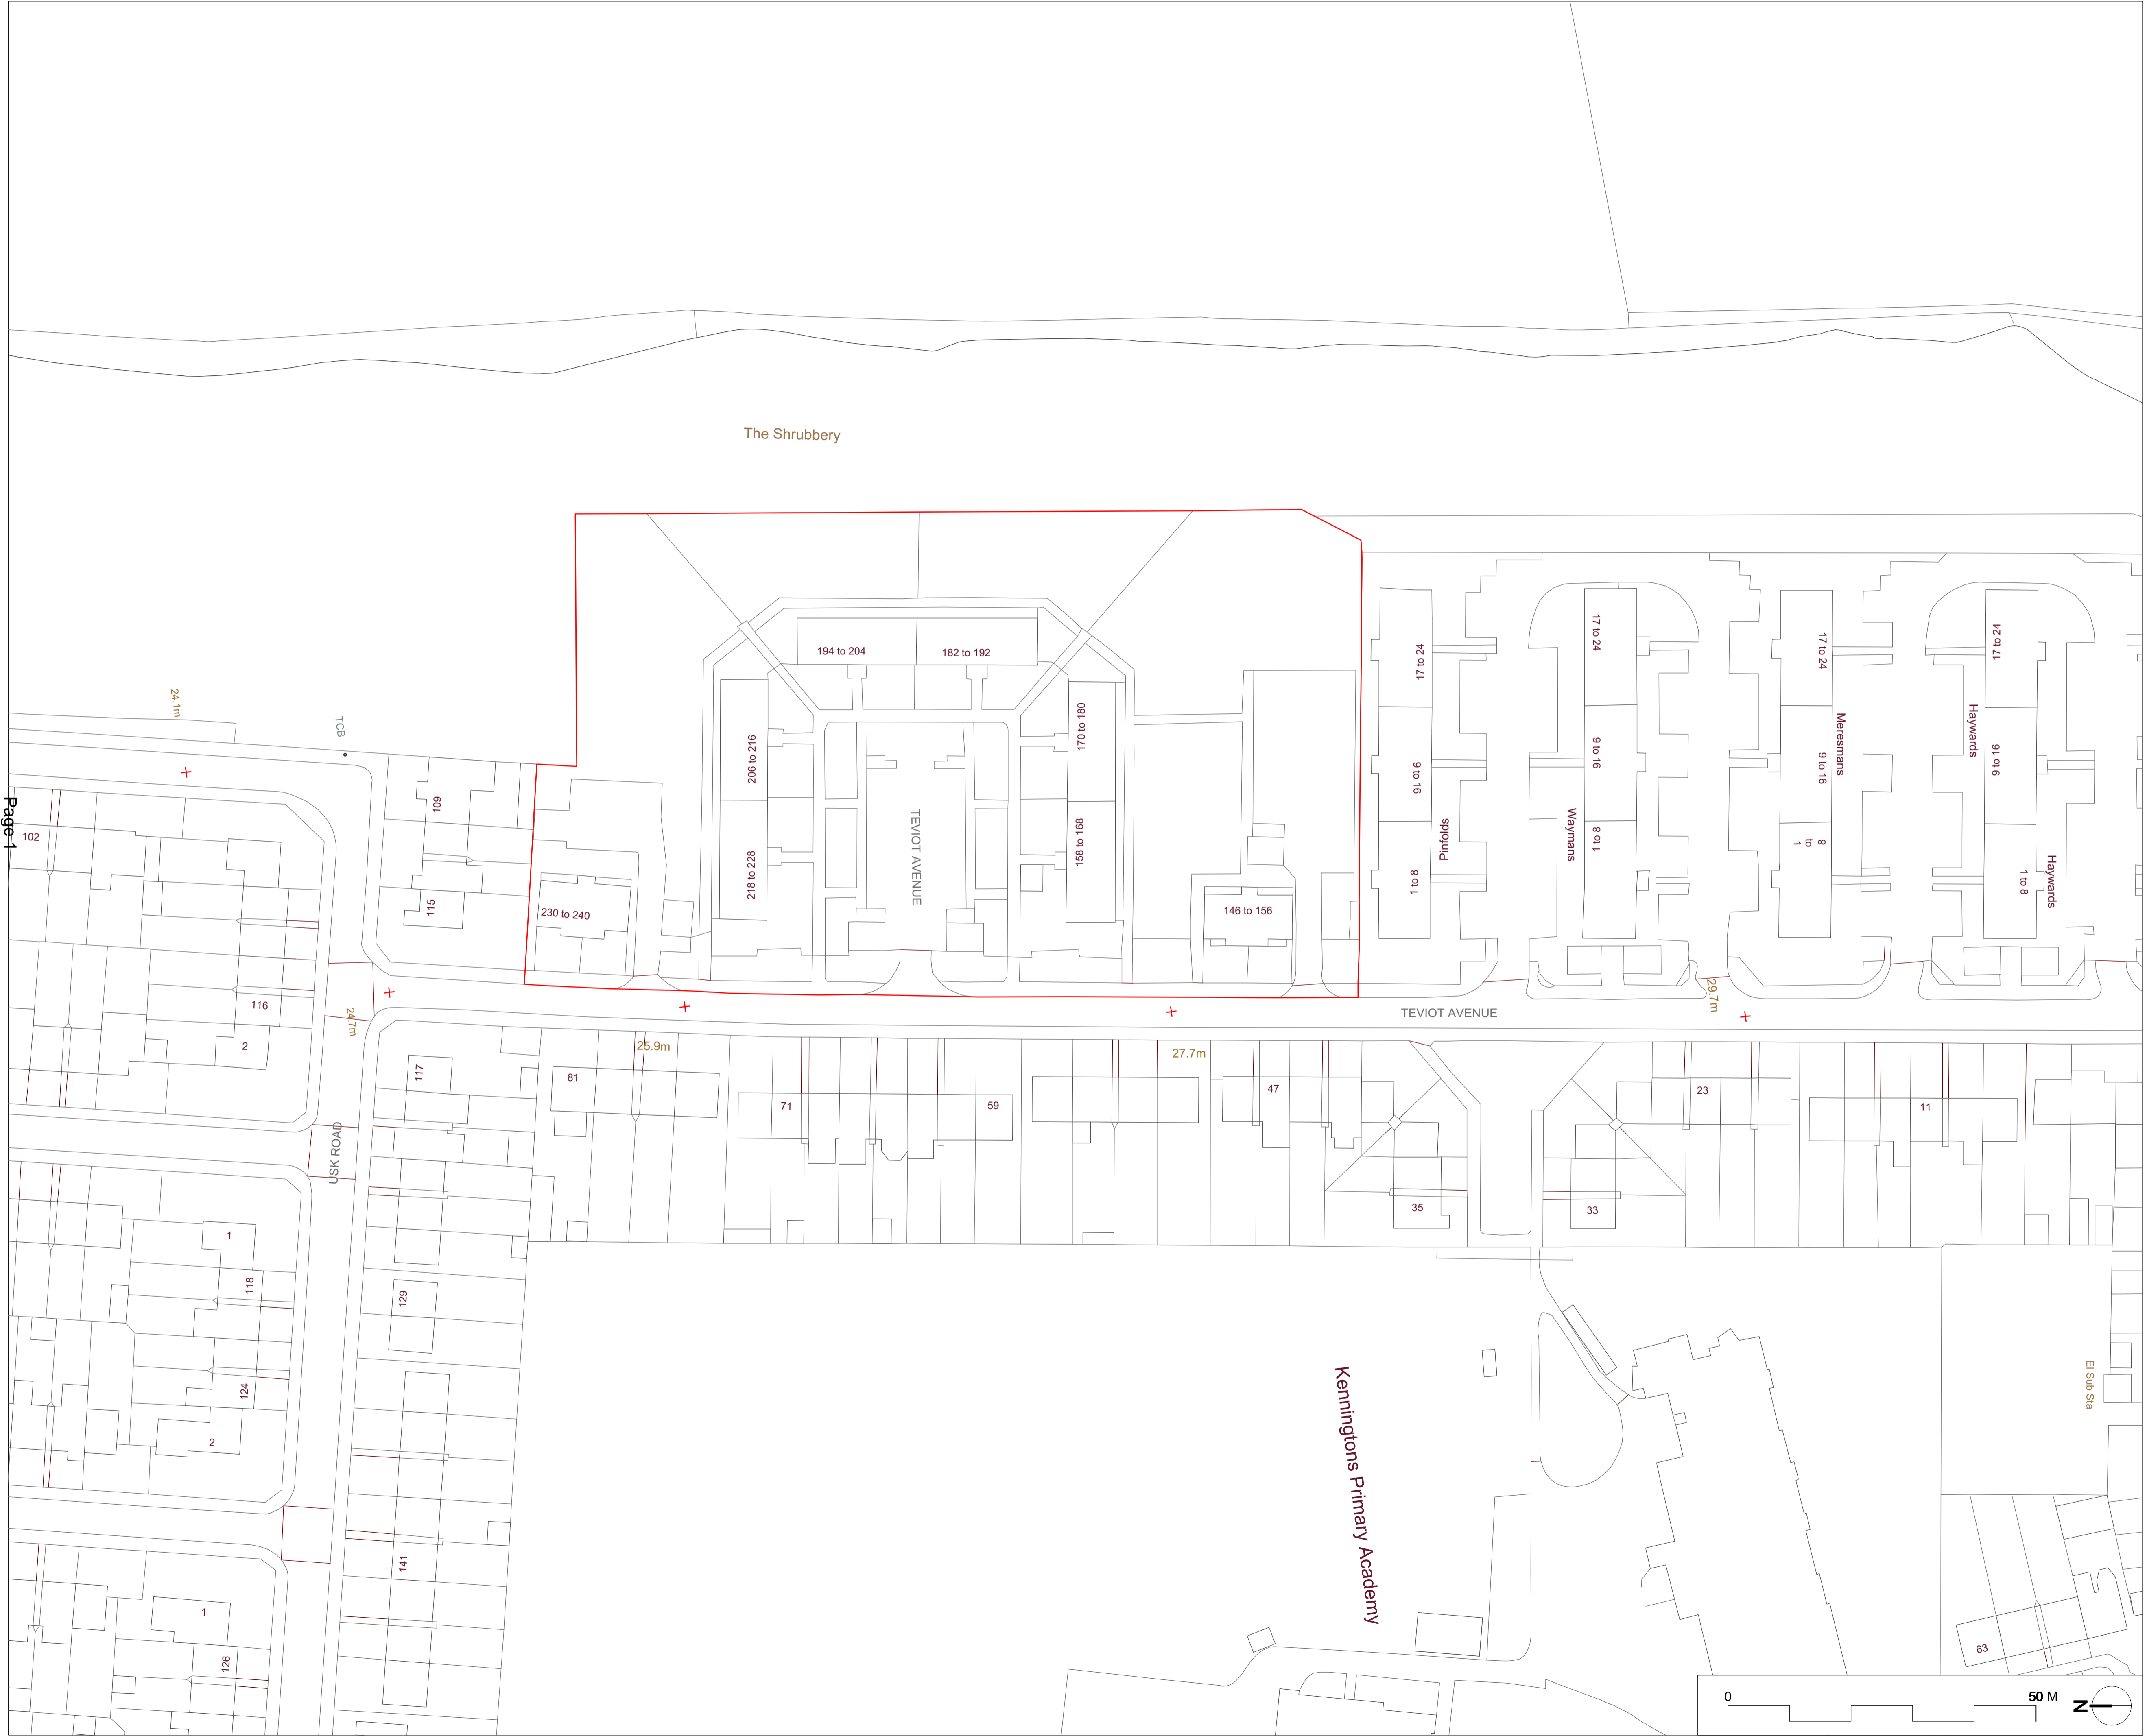 The Shrubbery
194 to 204
182 to 192
206 to 216
218 to 228
170 to 180
158 to 168
TEVIOT AVENUE
230 to 240
146 to 156
17 to 24
9 to 16
1 to 8
Pinfolds
17 to 24
9 to 16
1 to 8
Waymans
17 to 24
9 to 16
8
to
1
Meresmans
17 to 24
9 to 16
1 to 8
Haywards
Haywards
24.1m
TCB
109
115
Page 1
102
116
2
24.7m
USK ROAD
TEVIOT AVENUE
29.7m
25.9m
27.7m
117
81
71
59
47
35
33
23
11
129
141
1
118
124
2
1
126
Kenningtons Primary Academy
El Sub Sta
63
0
50 M
N